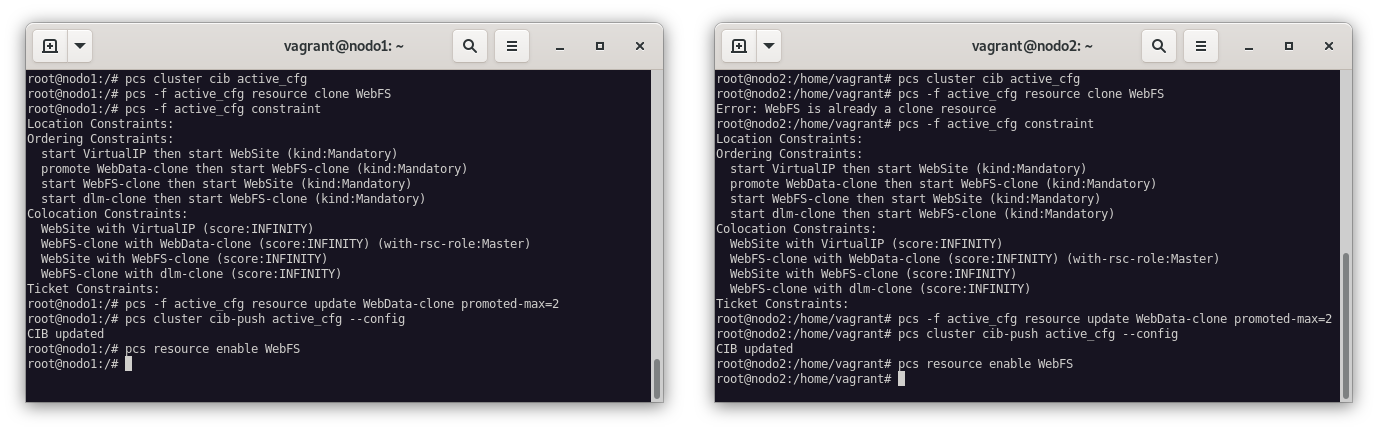 vagrant@nodo1: ~
root@nodo1:/# pcs cluster cib active_cfg
root@nodo1:/# pcs -f active_cfg resource clone WebFS
root@nodo1:/# pcs -f active_cfg constraint
Location Constraints:
Ordering Constraints:
  start VirtualIP then start WebSite (kind:Mandatory)
  promote WebData-clone then start WebFS-clone (kind:Mandatory)
  start WebFS-clone then start WebSite (kind:Mandatory)
  start dlm-clone then start WebFS-clone (kind:Mandatory)
Colocation Constraints:
  WebSite with VirtualIP (score:INFINITY)
  WebFS-clone with WebData-clone (score:INFINITY) (with-rsc-role:Master)
  WebSite with WebFS-clone (score:INFINITY)
  WebFS-clone with dlm-clone (score:INFINITY)
Ticket Constraints:
root@nodo1:/# pcs -f active_cfg resource update WebData-clone promoted-max=2
root@nodo1:/# pcs cluster cib-push active_cfg --config
CIB updated
root@nodo1:/# pcs resource enable WebFS
root@nodo1:/#
vagrant@nodo2: ~
root@nodo2:/home/vagrant# pcs cluster cib active_cfg
root@nodo2:/home/vagrant# pcs -f active_cfg resource clone WebFS
Error: WebFS is already a clone resource
root@nodo2:/home/vagrant# pcs -f active_cfg constraint
Location Constraints:
Ordering Constraints:
  start VirtualIP then start WebSite (kind:Mandatory)
  promote WebData-clone then start WebFS-clone (kind:Mandatory)
  start WebFS-clone then start WebSite (kind:Mandatory)
  start dlm-clone then start WebFS-clone (kind:Mandatory)
Colocation Constraints:
  WebSite with VirtualIP (score:INFINITY)
  WebFS-clone with WebData-clone (score:INFINITY) (with-rsc-role:Master)
  WebSite with WebFS-clone (score:INFINITY)
  WebFS-clone with dlm-clone (score:INFINITY)
Ticket Constraints:
root@nodo2:/home/vagrant# pcs -f active_cfg resource update WebData-clone promoted-max=2
root@nodo2:/home/vagrant# pcs cluster cib-push active_cfg --config
CIB updated
root@nodo2:/home/vagrant# pcs resource enable WebFS
root@nodo2:/home/vagrant#